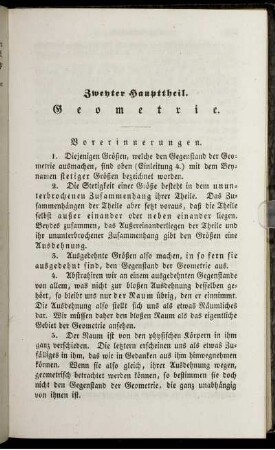 Zweyter Haupttheil.
Geometrie.
Vorerinnerungen.
1. Diejenigen Größen, welche den Gegenstand der Geo-
metrie ausmachen, sind oben (Einleitung 4.) mit dem Bey-
namen stetiger Größen bezeichnet worden.
2. Die Stetigkeit einer Größe besteht in dem unun-
terbrochenen Zusammenhang ihrer Theile. Das Zu-
sammenhängen der Theile aber setzt voraus, daß die Theile
selbst außer einander oder neben einander liegen.
Beydes zusammen, das Außereinanderliegen der Theile und
ihr ununterbrochener Zusammenhang gibt den Größen eine
Ausdehnung.
3. Ausgedehnte Größen also machen, in so fern sie
ausgedehnt sind, den Gegenstand der Geometrie aus.
4. Abstrahiren wir an einem ausgedehnten Gegenstande
von allem, was nicht zur bloßen Ausdehnung desselben ge-
hört, so bleibt uns nur der Raum übrig, den er einnimmt.
Die Ausdehnung also stellt sich uns als etwas Räumliches
dar. Wir müssen daher den bloßen Raum als das eigentliche
Gebiet der Geometrie ansehen.
5. Der Raum ist von den physischen Körpern in ihm
ganz verschieden. Die letztern erscheinen uns als etwas Zu-
fälliges in ihm, das wir in Gedanken aus ihm hinwegnehmen
können. Wenn sie also gleich, ihrer Ausdehnung wegen,
geometrisch betrachtet werden können, so bestimmen sie doch
nicht den Gegenstand der Geometrie, die ganz unabhängig
von ihnen ist.